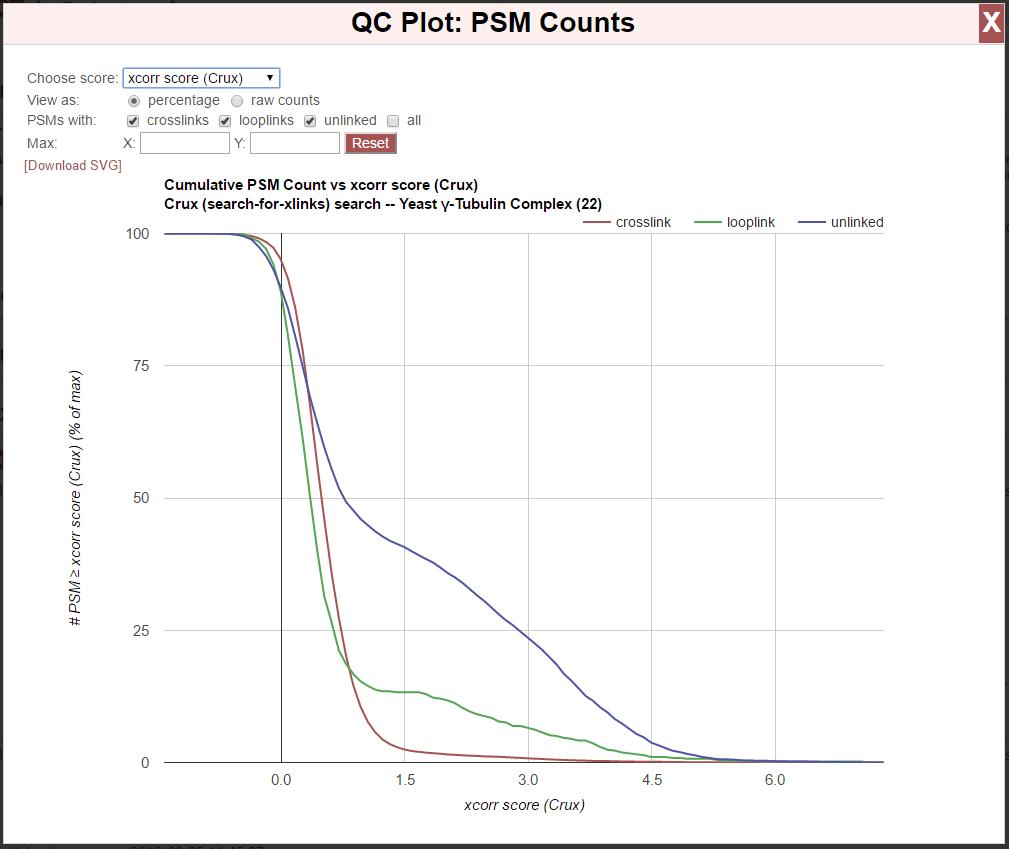 QC Plot: PSM Counts
X
Choose score: xcorr score (Crux)
View as: percentage raw counts
PSMs with: crosslinks looplinks unlinked all
Max: X: Y: Reset
[Download SVG]
Cumulative PSM Count vs xcorr score (Crux)
Crux (search-for-xlinks) search -- Yeast γ-Tubulin Complex (22)
crosslink looplink unlinked
100
75
50
25
0
# PSM ≥ xcorr score (Crux) (% of max)
0.0 1.5 3.0 4.5 6.0
xcorr score (Crux)